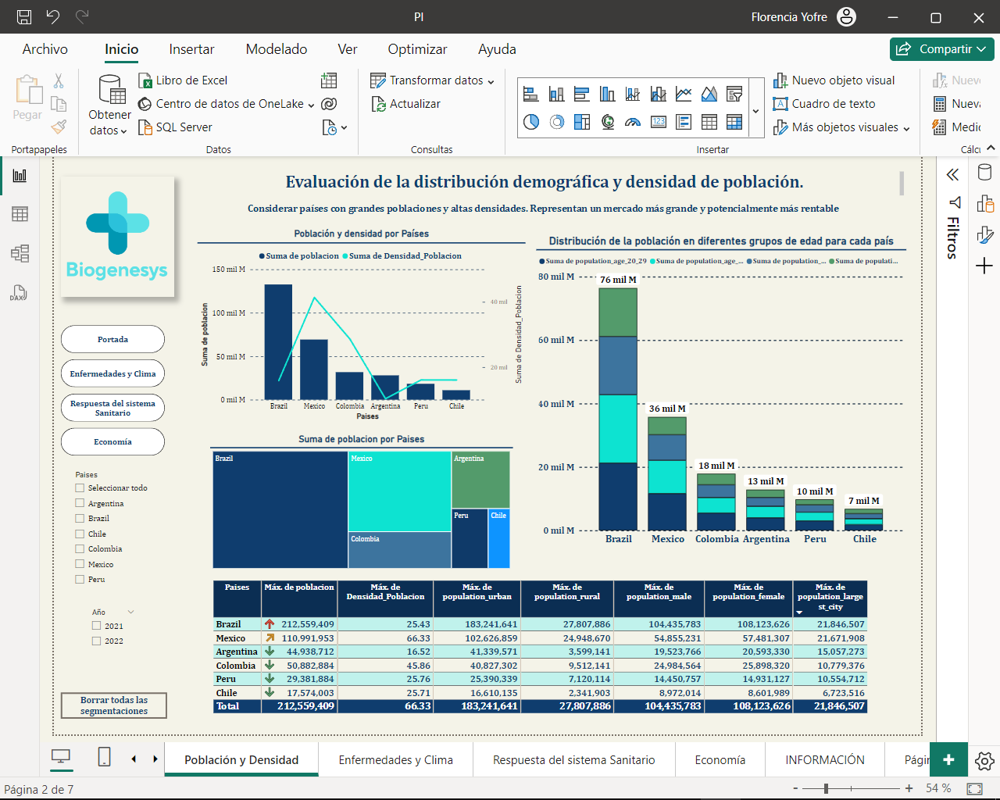 PI
Florencia Yofre
Archivo
Inicio
Insertar
Modelado
Ver
Optimizar
Ayuda
Compartir
Pegar
Obtener
datos
Libro de Excel
Centro de datos de OneLake
SQL Server
Transformar datos
Actualizar
Nuevo objeto visual
Cuadro de texto
Más objetos visuales
Portapapeles
Datos
Consultas
Insertar
Biogenesys
Portada
Enfermedades y Clima
Respuesta del sistema
Sanitario
Economía
Paises
Seleccionar todo
Argentina
Brazil
Chile
Colombia
Mexico
Peru
Año
2021
2022
Borrar todas las
segmentaciones
Evaluación de la distribución demográfica y densidad de población.
Considerar países con grandes poblaciones y altas densidades. Representan un mercado más grande y potencialmente más rentable
Población y densidad por Países
Suma de poblacion Suma de Densidad_Poblacion
150 mil M
100 mil M
50 mil M
0 mil M
40 mil
20 mil
Suma de poblacion
Suma de Densidad_Poblacion
Brazil Mexico Colombia Argentina Peru Chile
Paises
Suma de poblacion por Paises
Brazil
Mexico
Colombia
Argentina
Peru
Chile
Distribución de la población en diferentes grupos de edad para cada país
Suma de population_age_20_29 Suma de population_age_... Suma de population_... Suma de populati...
80 mil M
60 mil M
40 mil M
20 mil M
0 mil M
76 mil M
36 mil M
18 mil M
13 mil M
10 mil M
7 mil M
Brazil Mexico Colombia Argentina Peru Chile
Paises Máx. de poblacion Máx. de Densidad_Poblacion Máx. de population_urban Máx. de population_rural Máx. de population_male Máx. de population_female Máx. de population_largest_city
Brazil 212,559,409 25.43 183,241,641 27,807,886 104,435,783 108,123,626 21,846,507
Mexico 110,991,953 66.33 102,626,859 24,948,670 54,855,231 57,481,307 21,671,908
Argentina 44,938,712 16.52 41,339,571 3,599,141 19,523,766 20,593,330 15,057,273
Colombia 50,882,884 45.86 40,827,302 9,512,141 24,984,564 25,898,320 10,779,376
Peru 29,381,884 25.76 25,390,339 7,120,114 14,450,757 14,931,127 10,554,712
Chile 17,574,003 25.71 16,610,135 2,341,903 8,972,014 8,601,989 6,723,516
Total 212,559,409 66.33 183,241,641 27,807,886 104,435,783 108,123,626 21,846,507
Filtros
Población y Densidad
Enfermedades y Clima
Respuesta del sistema Sanitario
Economía
INFORMACIÓN
Página 2 de 7
54 %